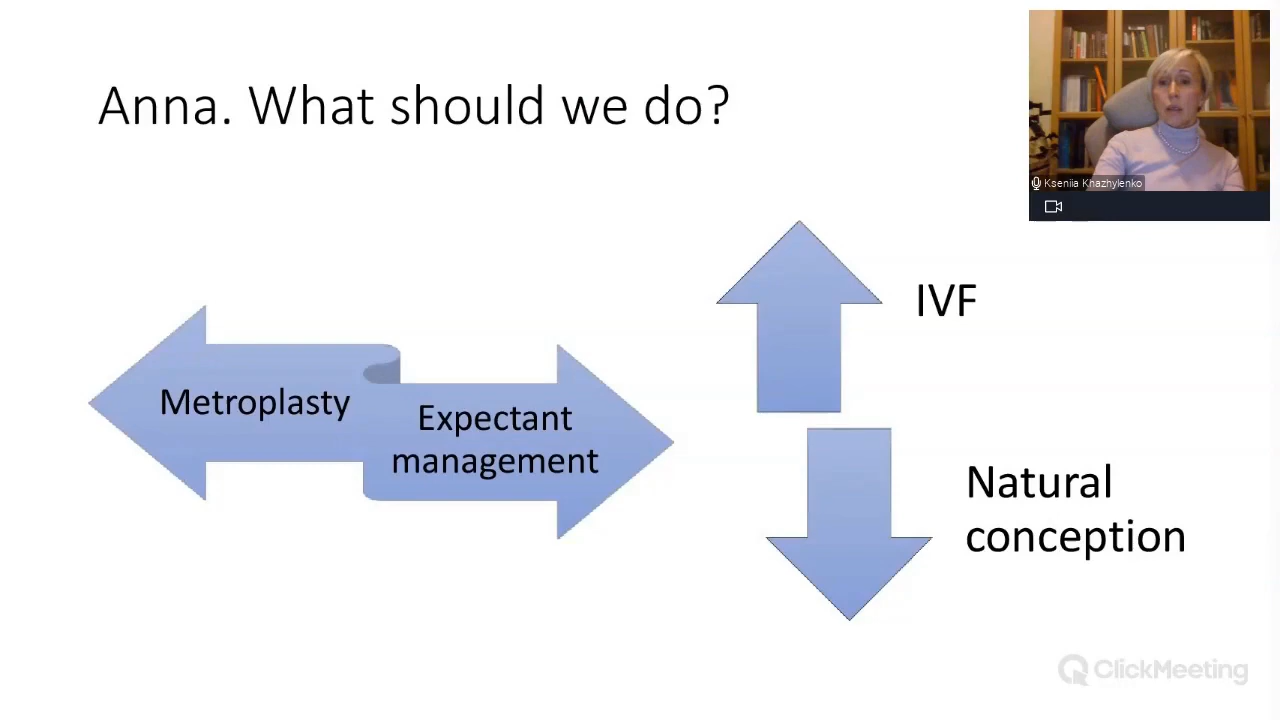 Anna. What should we do?
Kseniia Khazhylenko
IVF
Metroplasty
Expectant
management
Natural
conception
ClickMeeting